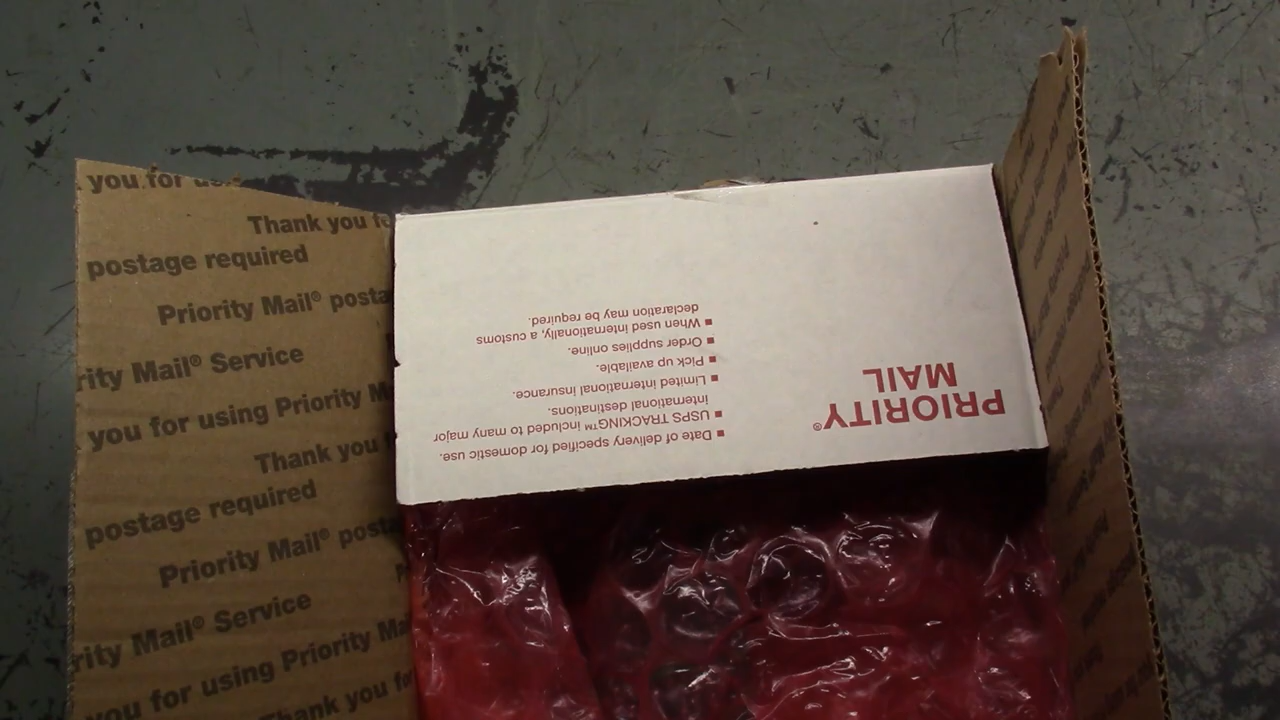 you for us
Thank you f
postage required
Priority Mail® posta
rity Mail® Service
you for using Priority M
Thank you
postage required
Priority Mail® posta
rity Mail® Service
you for using Priority Ma
Thank you for
PRIORITY®
MAIL
■ Date of delivery specified for domestic use.
■ USPS TRACKING™ included to many major
international destinations.
■ Limited international insurance.
■ Pick up available.
■ Order supplies online.
■ When used internationally, a customs
declaration may be required.